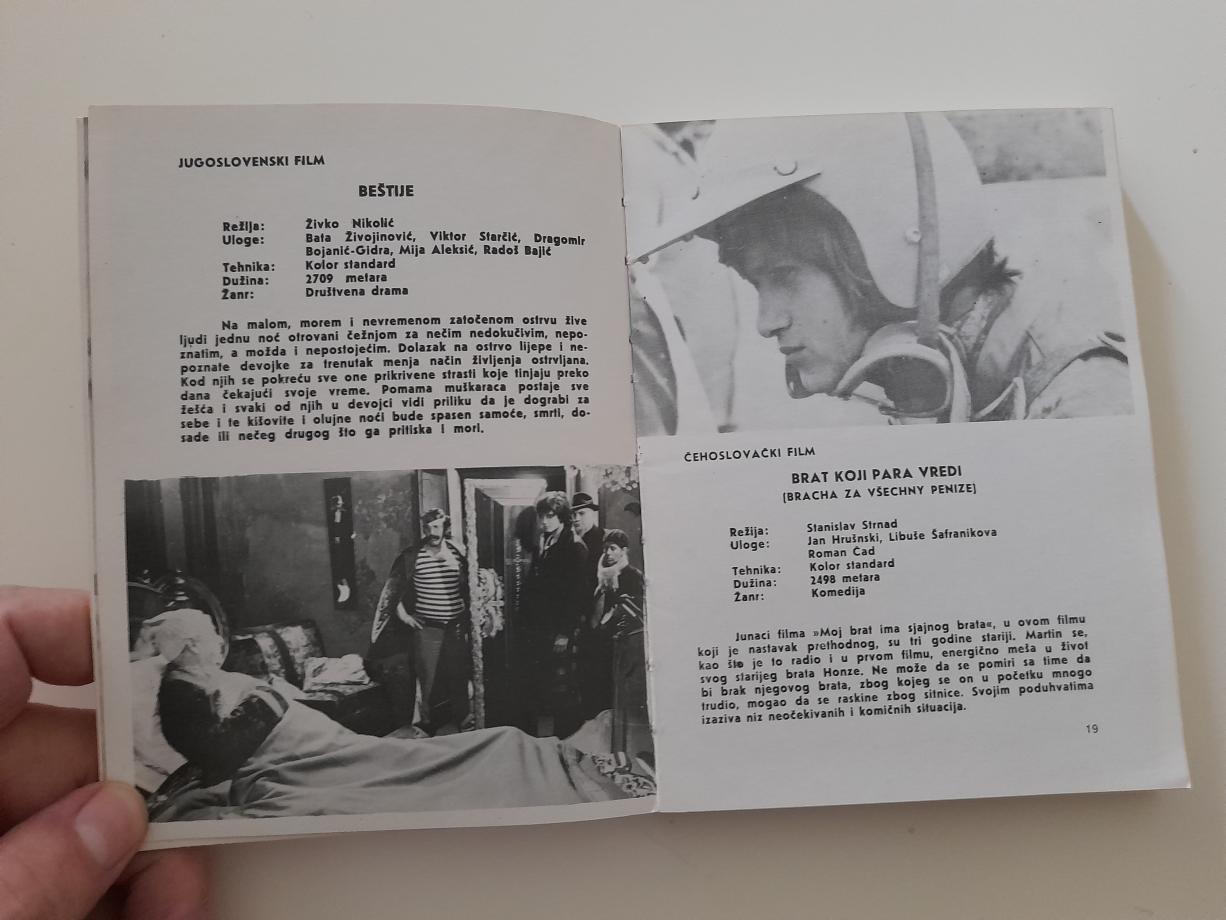 JUGOSLOVENSKI FILM
BEŠTIJE
Režija: Živko Nikolić
Uloge: Bata Živojinović, Viktor Starčić, Dragomir
Bojanić-Gidra, Mija Aleksić, Radoš Bajić
Tehnika: Kolor standard
Dužina: 2709 metara
Žanr: Društvena drama
Na malom, morem i nevremenom zatočenom ostrvu žive
ljudi jednu noć otrovani čežnjom za nečim nedokučivim, nepo-
znatim, a možda i nepostojećim. Dolazak na ostrvo lijepe i ne-
poznate devojke za trenutak menja način življenja ostrvljana.
Kod njih se pokreću sve one prikrivene strasti koje tinjaju preko
dana čekajući svoje vreme. Pomama muškaraca postaje sve
žešća i svaki od njih u devojci vidi priliku da je dograbi za
sebe i te kišovite i olujne noći bude spasen samoće, smrti, do-
sade ili nečeg drugog što ga pritiska i mori.
ČEHOSLOVAČKI FILM
BRAT KOJI PARA VREDI
(BRACHA ZA VŠECHNY PENIZE)
Režija: Stanislav Strnad
Uloge: Jan Hrušnski, Libuše Šafranikova
Roman Čad
Tehnika: Kolor standard
Dužina: 2498 metara
Žanr: Komedija
Junaci filma »Moj brat ima sjajnog brata«, u ovom filmu
koji je nastavak prethodnog, su tri godine stariji. Martin se,
kao što je to radio i u prvom filmu, energično meša u život
svog starijeg brata Honze. Ne može da se pomiri sa time da
bi brak njegovog brata, zbog kojeg se on u početku mnogo
trudio, mogao da se raskine zbog sitnice. Svojim poduhvatima
izaziva niz neočekivanih i komičnih situacija.
19